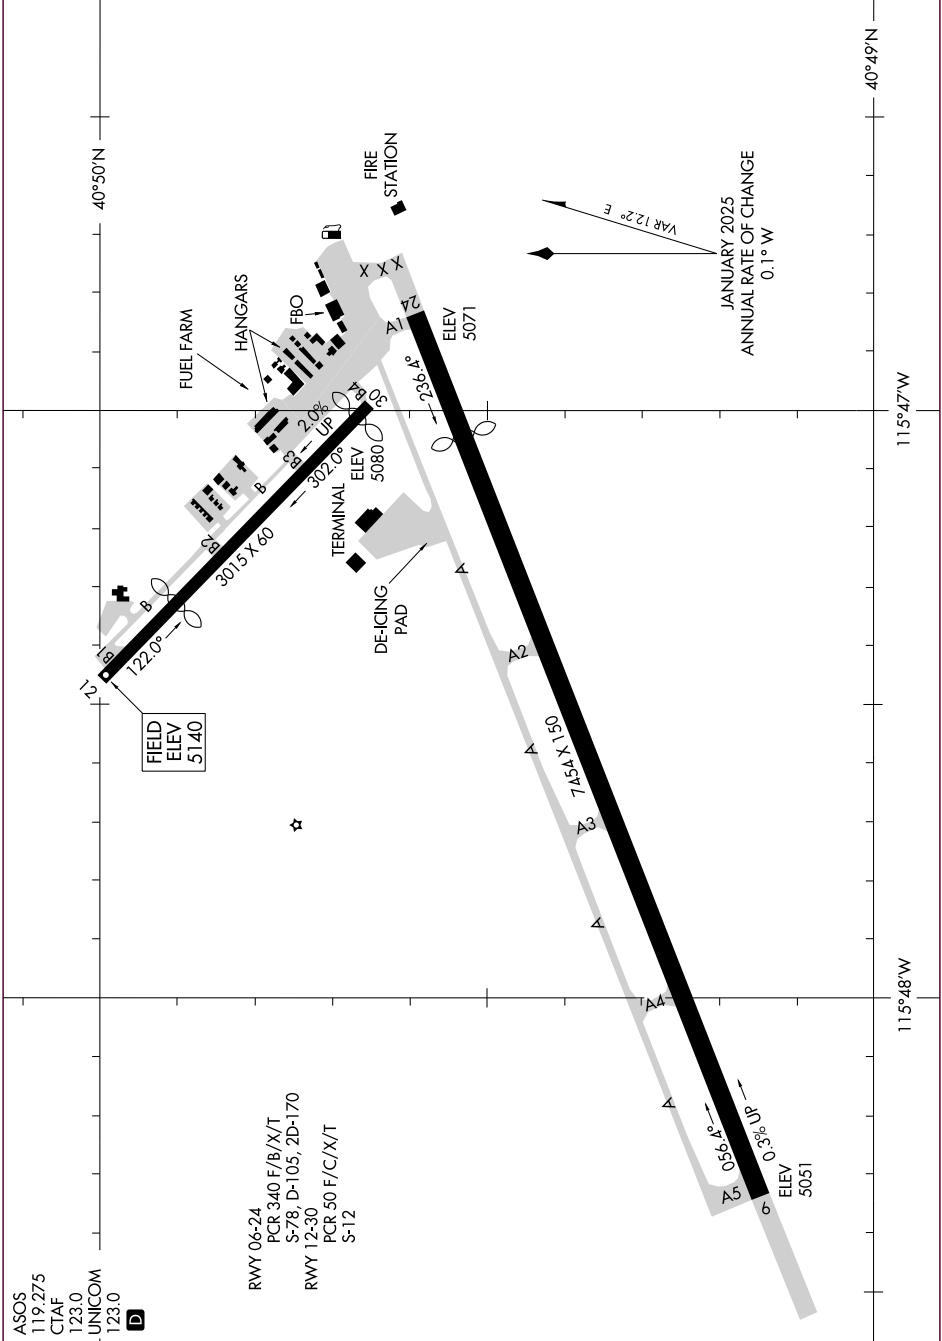 ASOS
119.275
CTAF
123.0
UNICOM
123.0
D
RWY 06-24
PCR 340 F/B/X/T
S-78, D-105, 2D-170
RWY 12-30
PCR 50 F/C/X/T
S-12
40°50'N
40°49'N
115°47'W
115°48'W
FIRE
STATION
FUEL FARM
HANGARS
FBO
TERMINAL
DE-ICING
PAD
FIELD
ELEV
5140
12
122.0°
3015 X 60
302.0°
2.0%
UP
30
ELEV
5080
B1
B
B2
B
B3
B4
X
X
X
24
A1
ELEV
5071
236.4°
7454 X 150
A
A2
A
A3
A
A4
A
A5
056.4°
0.3% UP
6
ELEV
5051
VAR 12.2° E
JANUARY 2025
ANNUAL RATE OF CHANGE
0.1° W